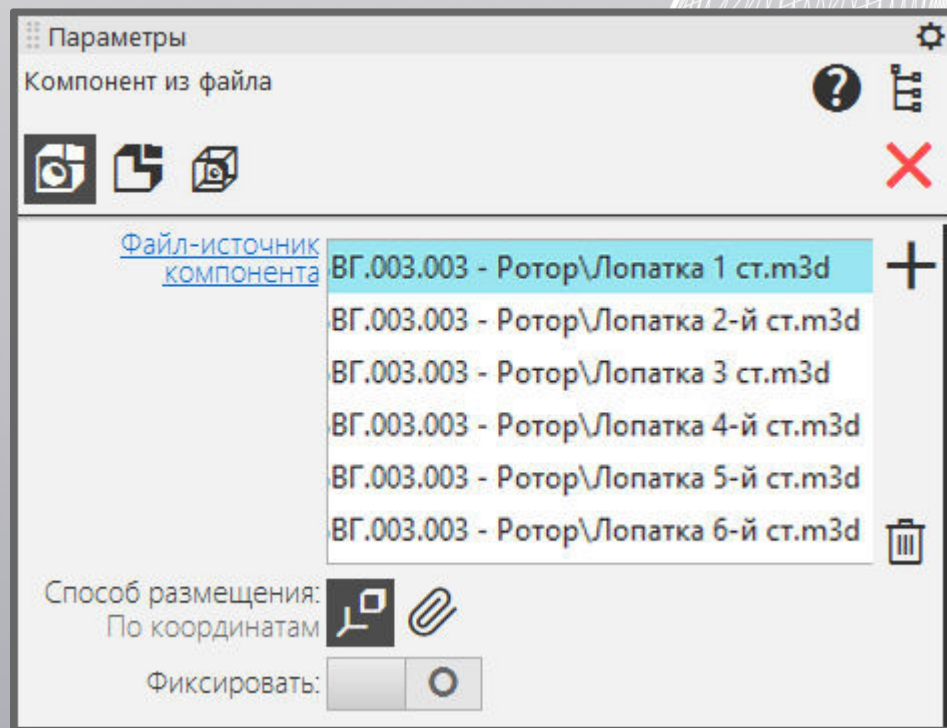 Параметры
Компонент из файла
Файл-источник
компонента
ВГ.003.003 - Ротор\Лопатка 1 ст.m3d
ВГ.003.003 - Ротор\Лопатка 2-й ст.m3d
ВГ.003.003 - Ротор\Лопатка 3 ст.m3d
ВГ.003.003 - Ротор\Лопатка 4-й ст.m3d
ВГ.003.003 - Ротор\Лопатка 5-й ст.m3d
ВГ.003.003 - Ротор\Лопатка 6-й ст.m3d
Способ размещения:
По координатам
Фиксировать: